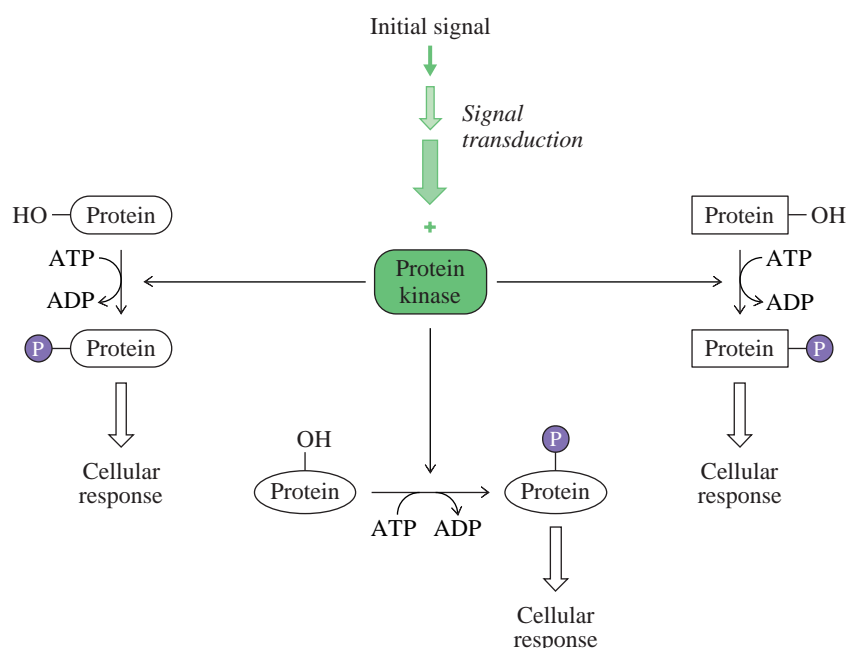 Initial signal
Signal
transduction
+
HO
Protein
Protein
OH
ATP
ADP
Protein
kinase
ATP
ADP
P
Protein
Protein
P
Cellular
response
OH
Protein
ATP ADP
P
Protein
Cellular
response
Cellular
response